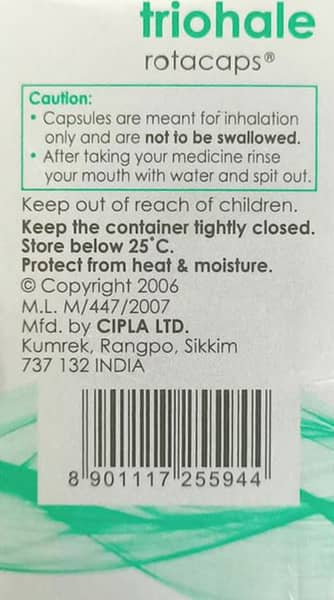 triohale
rotacaps®
Caution:
• Capsules are meant for inhalation
only and are not to be swallowed.
• After taking your medicine rinse
your mouth with water and spit out.
Keep out of reach of children.
Keep the container tightly closed.
Store below 25°C.
Protect from heat & moisture.
© Copyright 2006
M.L. M/447/2007
Mfd. by CIPLA LTD.
Kumrek, Rangpo, Sikkim
737 132 INDIA
8 901117 255944